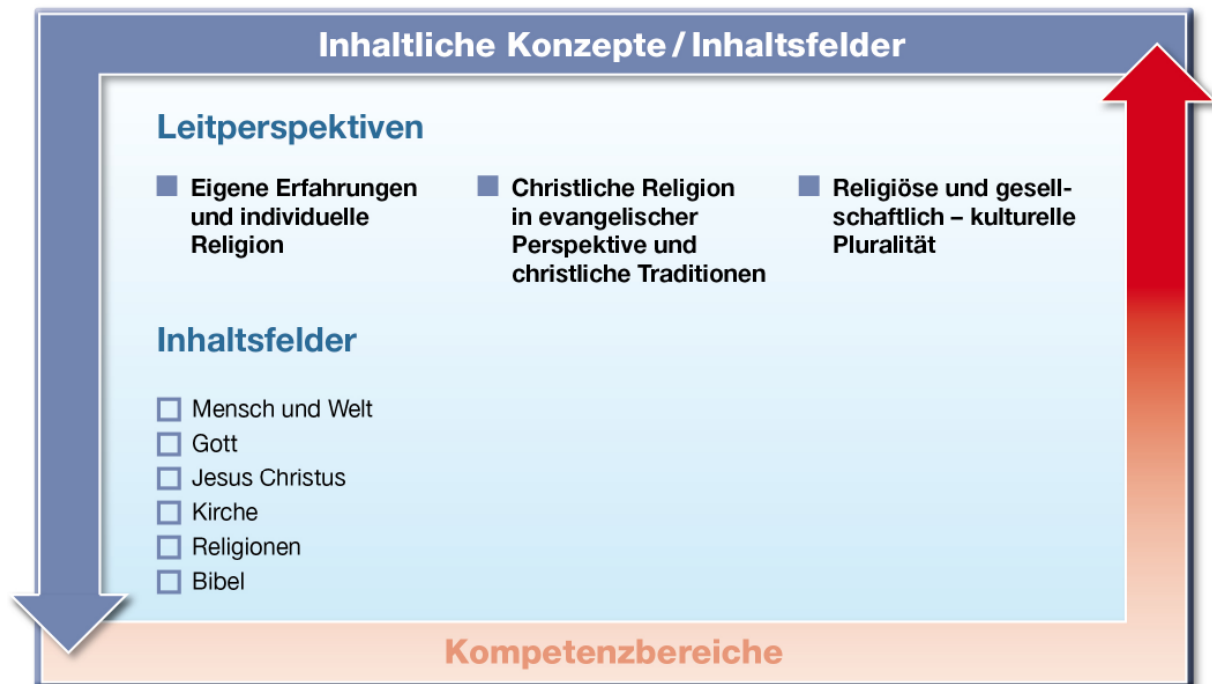 Inhaltliche Konzepte / Inhaltsfelder
Leitperspektiven
Eigene Erfahrungen
und individuelle
Religion
Christliche Religion
in evangelischer
Perspektive und
christliche Traditionen
Religiöse und gesell-
schaftlich – kulturelle
Pluralität
Inhaltsfelder
Mensch und Welt
Gott
Jesus Christus
Kirche
Religionen
Bibel
Kompetenzbereiche